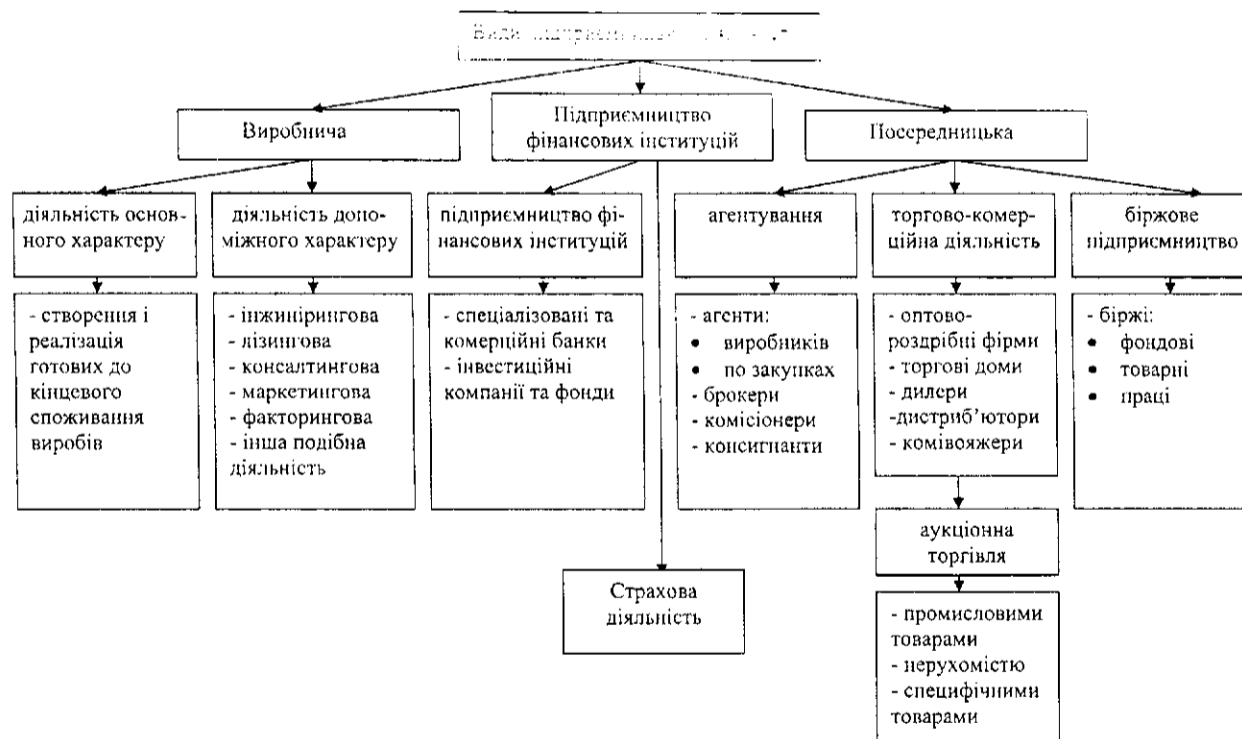 Види
Виробнича
Підприємництво
фінансових інституцій
Посередницька
діяльність основ-
ного характеру
діяльність допо-
міжного характеру
підприємництво фі-
нансових інституцій
агентування
торгово-комер-
ційна діяльність
біржове
підприємництво
- створення і
реалізація
готових до
кінцевого
споживання
виробів
- інжинірингова
- лізингова
- консалтингова
- маркетингова
- факторингова
- інша подібна
діяльність
- спеціалізовані та
комерційні банки
- інвестиційні
компанії та фонди
- агенти:
• виробників
• по закупках
- брокери
- комісіонери
- консигнанти
- оптово-
роздрібні фірми
- торгові доми
- дилери
-дистриб’ютори
- комівояжери
- біржі:
• фондові
• товарні
• праці
аукціонна
торгівля
Страхова
діяльність
- промисловими
товарами
- нерухомістю
- специфічними
товарами